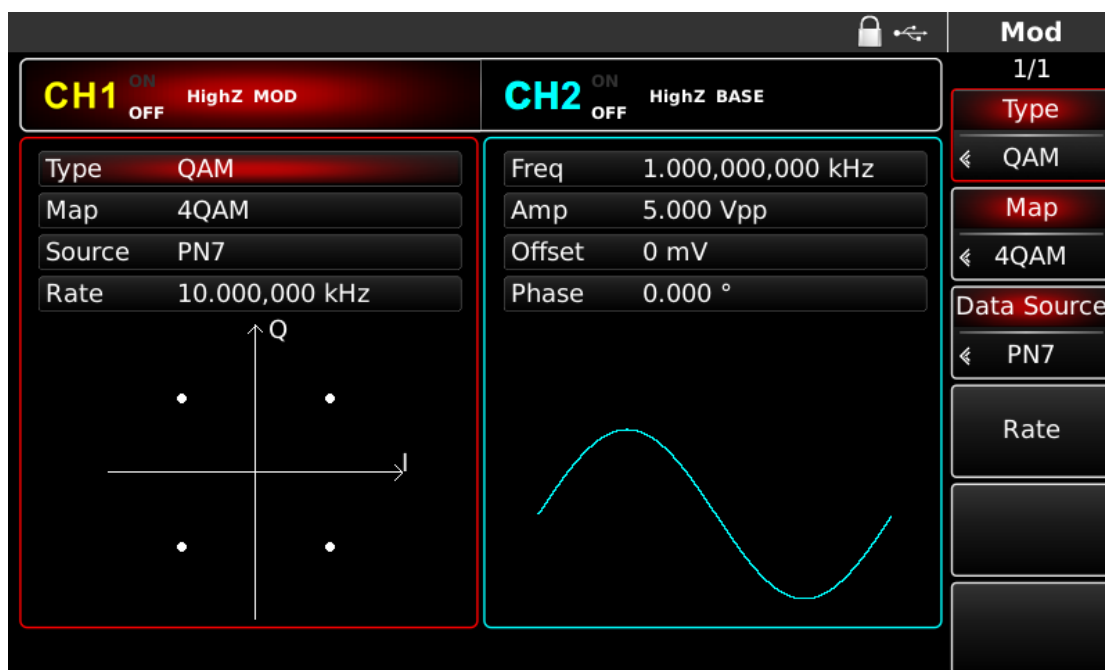 Mod
1/1
CH1 ON OFF HighZ MOD
CH2 ON OFF HighZ BASE
Type QAM
Map 4QAM
Source PN7
Rate 10.000,000 kHz
Q
I
Freq 1.000,000,000 kHz
Amp 5.000 Vpp
Offset 0 mV
Phase 0.000 °
Type
QAM
Map
4QAM
Data Source
PN7
Rate